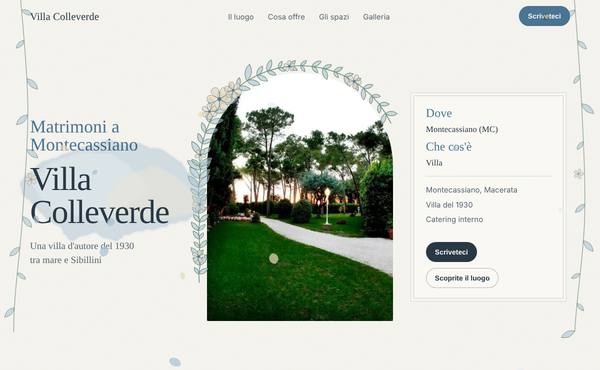 Villa Colleverde
Il luogo
Cosa offre
Gli spazi
Galleria
Scriveteci
Matrimoni a
Montecassiano
Villa
Colleverde
Una villa d'autore del 1930
tra mare e Sibillini
Dove
Montecassiano (MC)
Che cos'è
Villa
Montecassiano, Macerata
Villa del 1930
Catering interno
Scriveteci
Scoprite il luogo